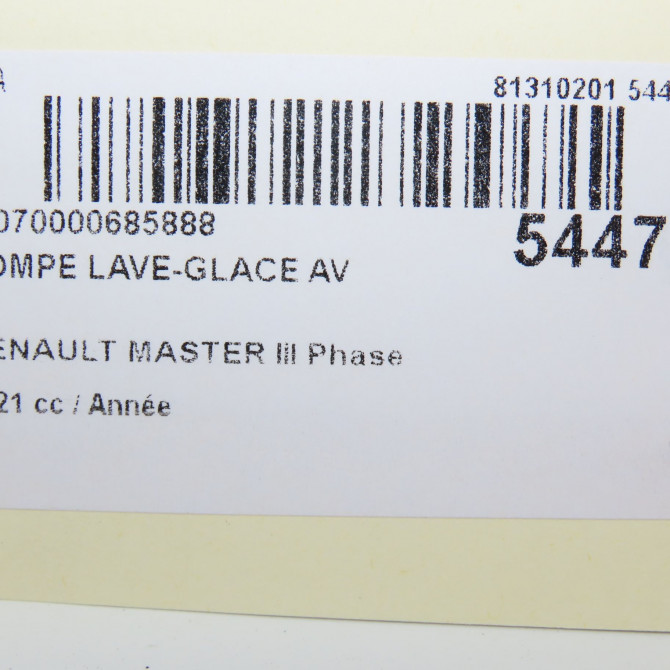 81310201 544
070000685888
5447
OMPE LAVE-GLACE AV
ENAULT MASTER III Phase
21 cc / Année